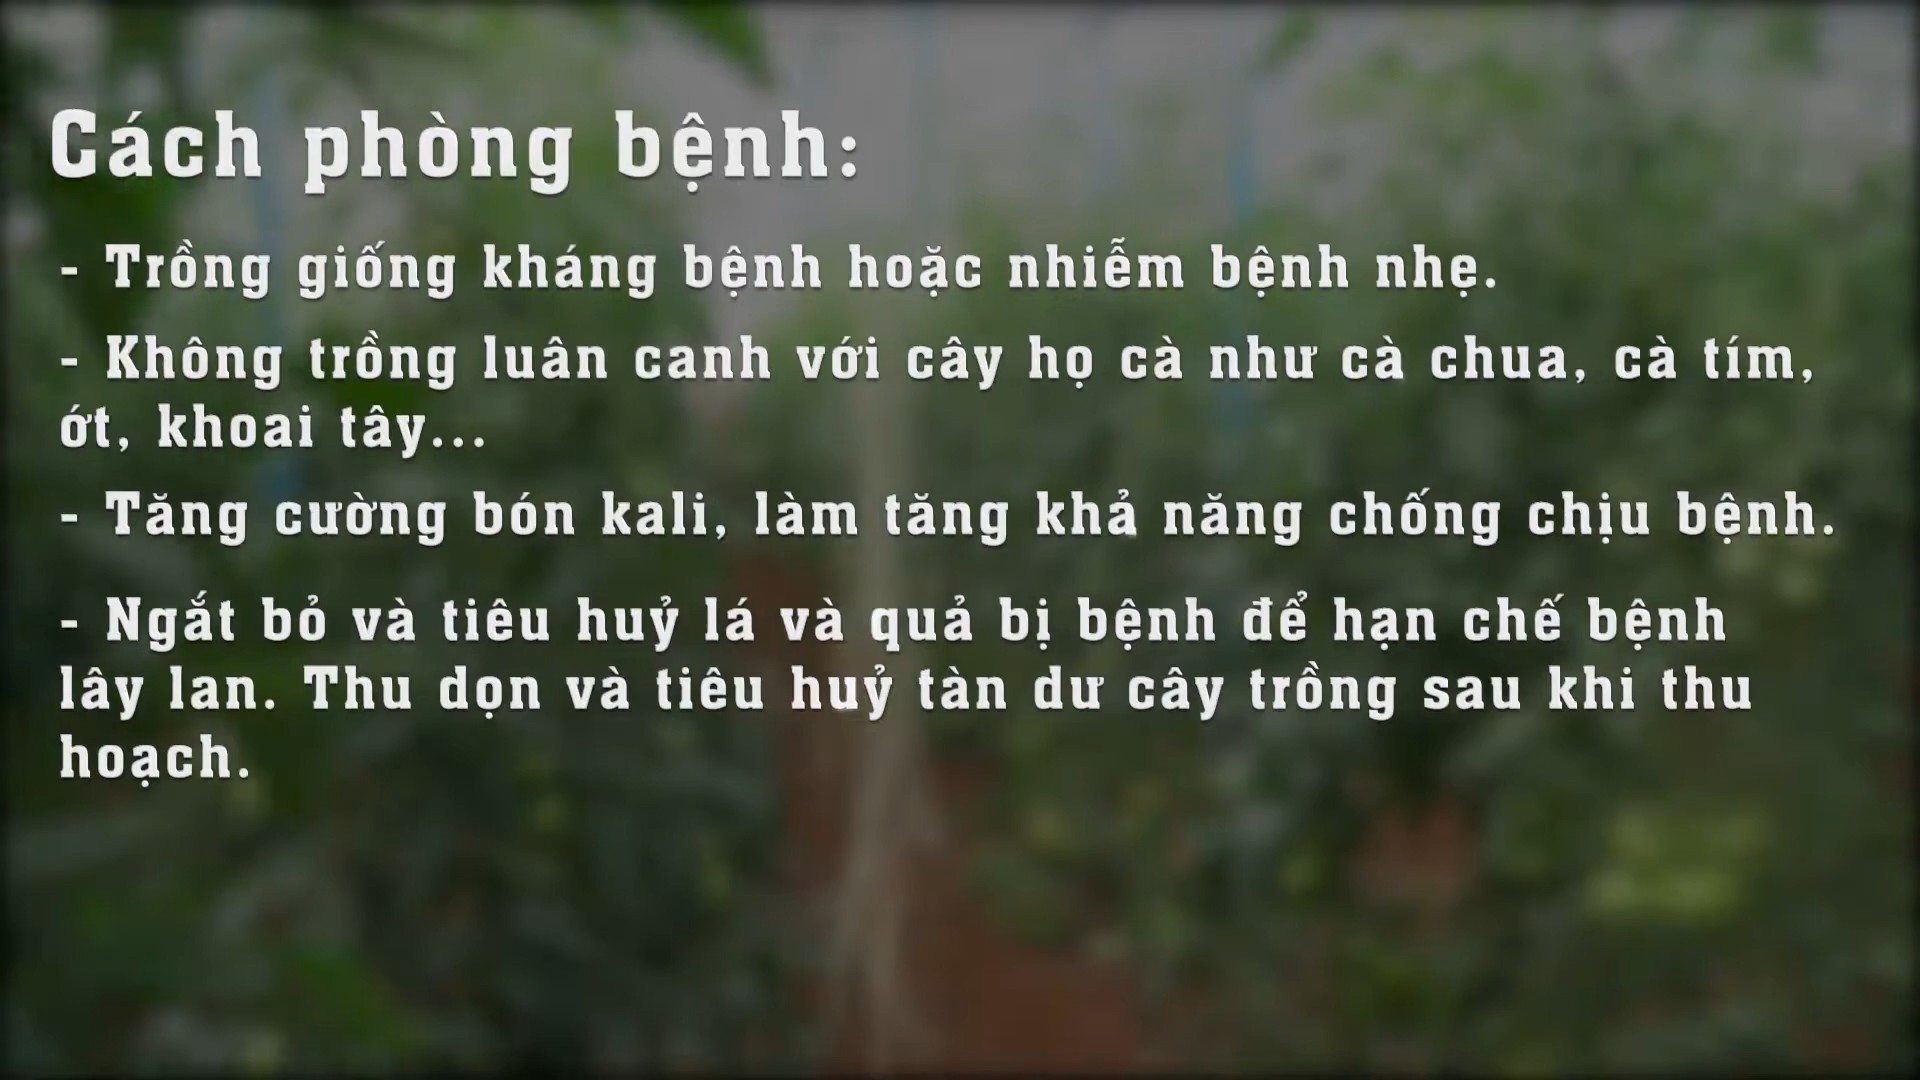 Cách phòng bệnh:
- Trồng giống kháng bệnh hoặc nhiễm bệnh nhẹ.
- Không trồng luân canh với cây họ cà như cà chua, cà tím,
ớt, khoai tây...
- Tăng cường bón kali, làm tăng khả năng chống chịu bệnh.
- Ngắt bỏ và tiêu huỷ lá và quả bị bệnh để hạn chế bệnh
lây lan. Thu dọn và tiêu huỷ tàn dư cây trồng sau khi thu
hoạch.